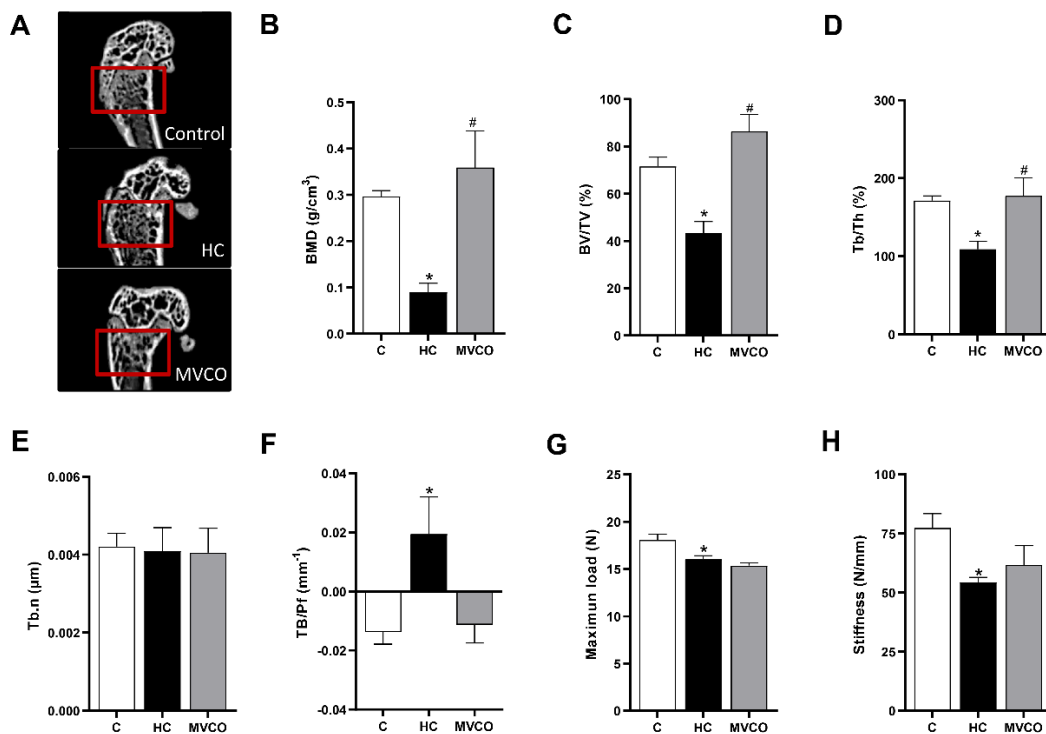 A
Control
HC
MVCO
B
BMD (g/cm³)
0.5
0.4
0.3
0.2
0.1
0.0
*
#
C HC MVCO
C
BV/TV (%)
100
80
60
40
20
0
*
#
C HC MVCO
D
Tb/Th (%)
300
200
100
0
*
#
C HC MVCO
E
Tb.n (µm)
0.006
0.004
0.002
0.000
C HC MVCO
F
TB/Pf (mm⁻¹)
0.04
0.02
0.00
-0.02
-0.04
*
C HC MVCO
G
Maximun load (N)
25
20
15
10
5
0
*
C HC MVCO
H
Stiffness (N/mm)
100
75
50
25
0
*
C HC MVCO